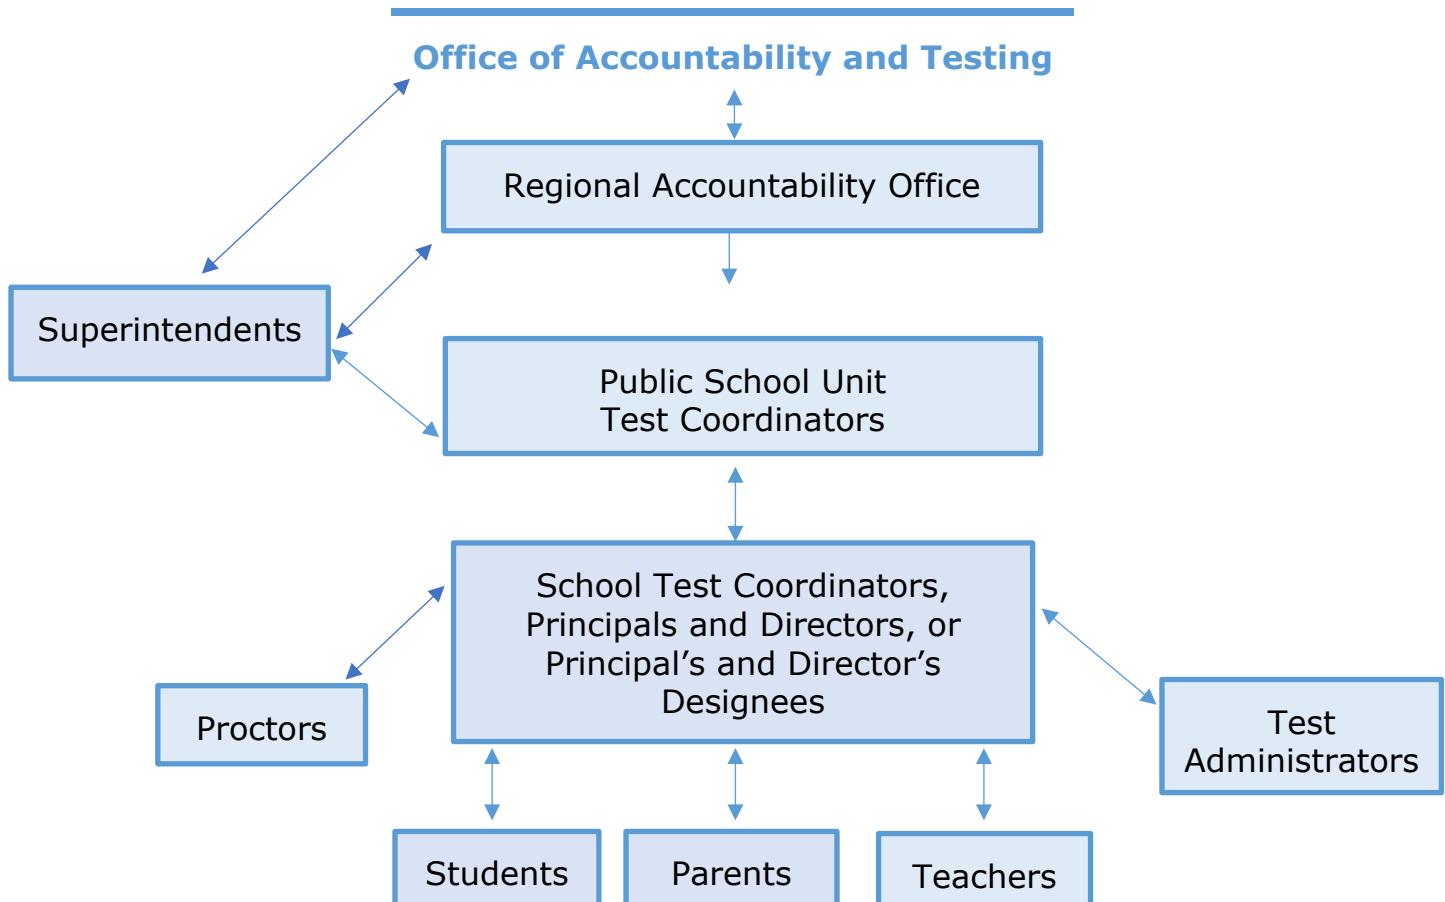 Office of Accountability and Testing
Regional Accountability Office
Superintendents
Public School Unit
Test Coordinators
School Test Coordinators,
Principals and Directors, or
Principal’s and Director’s
Designees
Proctors
Test
Administrators
Students
Parents
Teachers